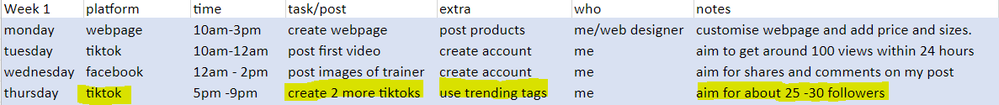 Week 1 platform time task/post extra who notes
monday webpage 10am-3pm create webpage post products me/web designer customise webpage and add price and sizes.
tuesday tiktok 10am-12am post first video create account me aim to get around 100 views within 24 hours
wednesday facebook 12am - 2pm post images of trainer create account me aim for shares and comments on my post
thursday tiktok 5pm -9pm create 2 more tiktoks use trending tags me aim for about 25 -30 followers